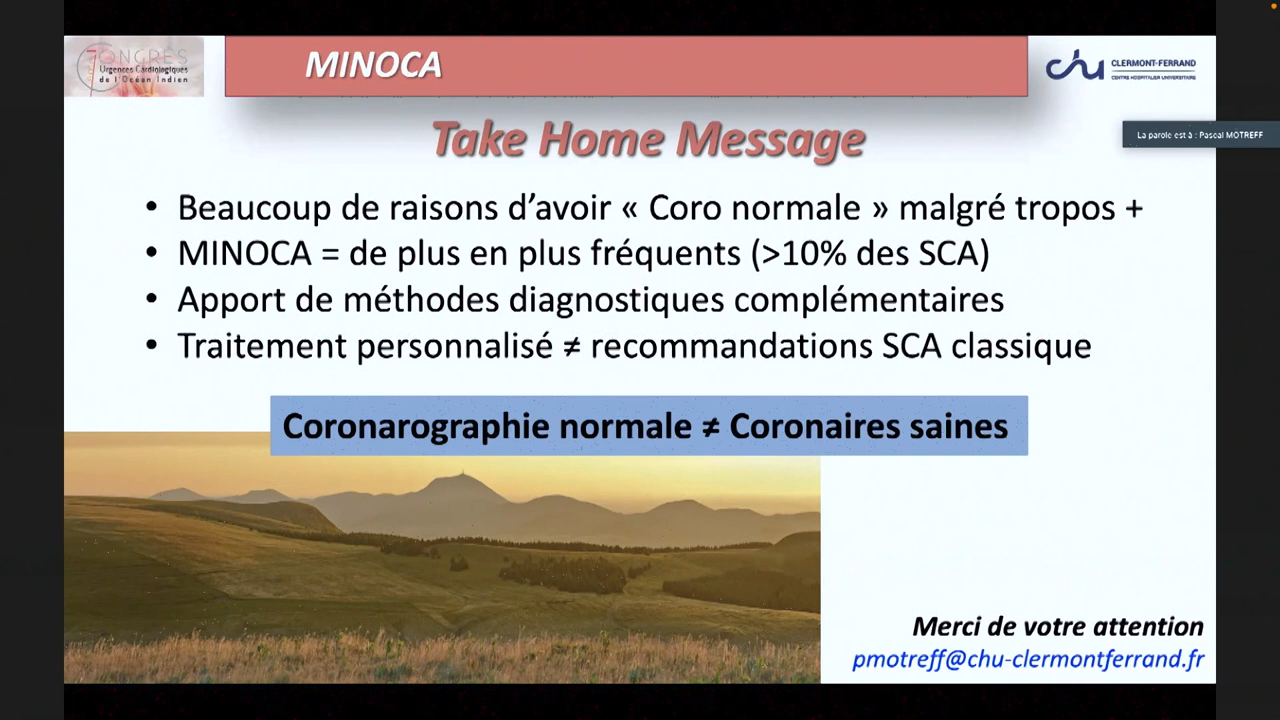 CONGRÈS
Urgences Cardiologiques
de l'Océan Indien
MINOCA
chu
CLERMONT-FERRAND
CENTRE HOSPITALIER UNIVERSITAIRE
La parole est à : Pascal MOTREFF
Take Home Message
• Beaucoup de raisons d'avoir « Coro normale » malgré tropos +
• MINOCA = de plus en plus fréquents (>10% des SCA)
• Apport de méthodes diagnostiques complémentaires
• Traitement personnalisé ≠ recommandations SCA classique
Coronarographie normale ≠ Coronaires saines
Merci de votre attention
pmotreff@chu-clermontferrand.fr